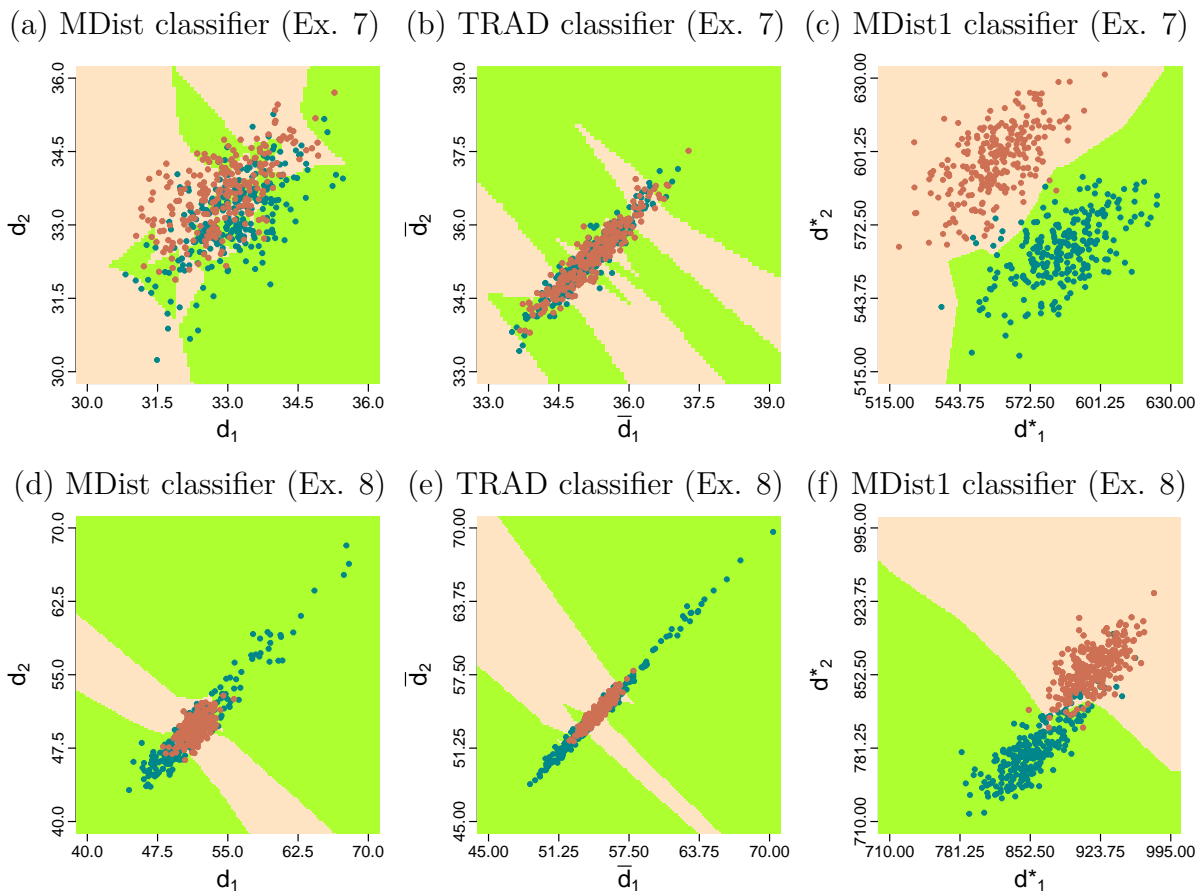 (a) MDist classifier (Ex. 7) (b) TRAD classifier (Ex. 7) (c) MDist1 classifier (Ex. 7)
36.0
34.5
33.0
31.5
30.0
d₂
30.0 31.5 33.0 34.5 36.0
d₁
39.0
37.5
36.0
34.5
33.0
d̅₂
33.0 34.5 36.0 37.5 39.0
d̅₁
630.00
601.25
572.50
543.75
515.00
d*₂
515.00 543.75 572.50 601.25 630.00
d*₁
(d) MDist classifier (Ex. 8) (e) TRAD classifier (Ex. 8) (f) MDist1 classifier (Ex. 8)
70.0
62.5
55.0
47.5
40.0
d₂
40.0 47.5 55.0 62.5 70.0
d₁
70.00
63.75
57.50
51.25
45.00
d̅₂
45.00 51.25 57.50 63.75 70.00
d̅₁
995.00
923.75
852.50
781.25
710.00
d*₂
710.00 781.25 852.50 923.75 995.00
d*₁